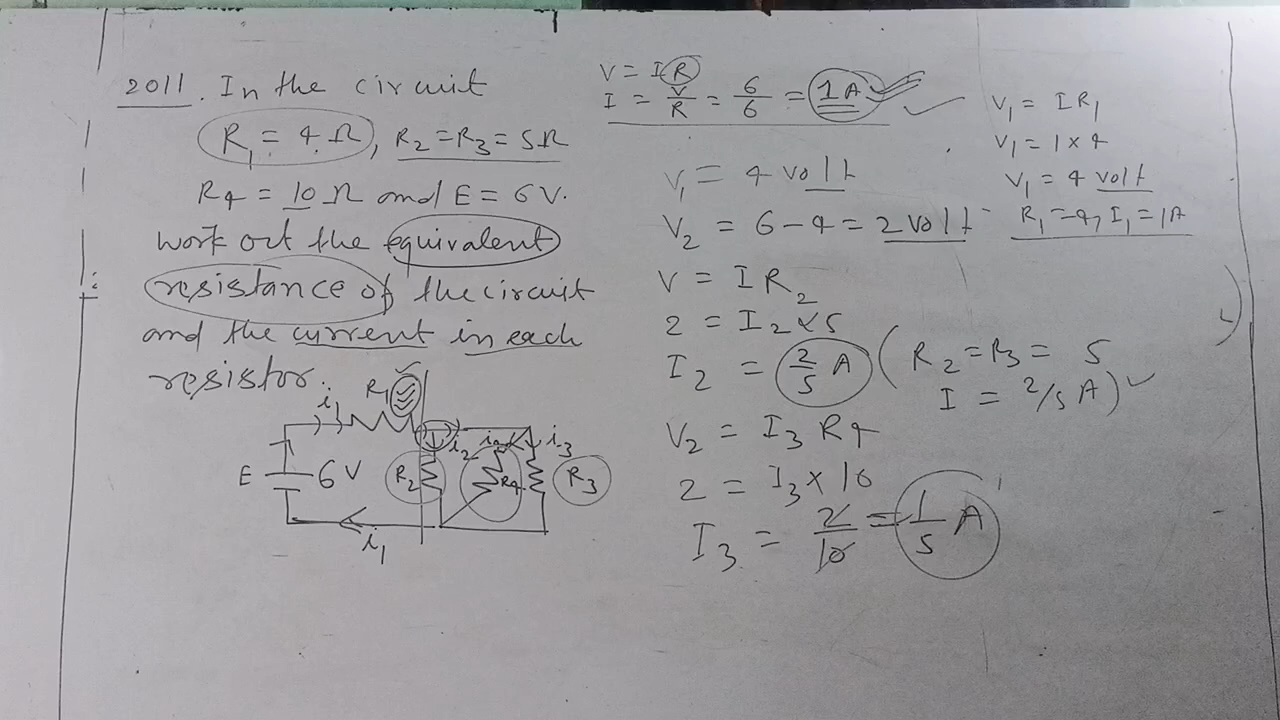 2011. In the circuit
R₁ = 4 Ω, R₂ = R₃ = 5Ω
R₄ = 10 Ω and E = 6V.
work out the equivalent
resistance of the circuit
and the current in each
resistor.
R₁
i₁
E 6V R₂ i₂ i₄ R₄ i₃ R₃
i₁
V = IR
I = V/R = 6/6 = 1A
V₁ = 4 volt
V₂ = 6 - 4 = 2 volt
V = I R₂
2 = I₂ × 5
I₂ = 2/5 A ( R₂ = R₃ = 5
I = 2/5 A )
V₂ = I₃ R₄
2 = I₃ × 10
I₃ = 2/10 = 1/5 A
V₁ = IR₁
V₁ = 1 × 4
V₁ = 4 volt
R₁ = 4, I₁ = 1A